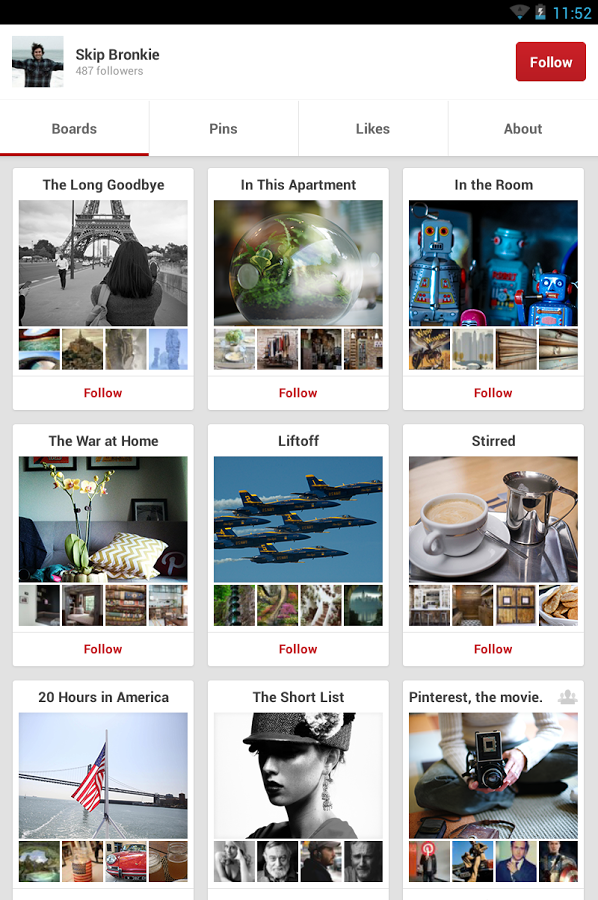 11:52
Skip Bronkie
487 followers
Follow
Boards
Pins
Likes
About
The Long Goodbye
In This Apartment
In the Room
Follow
Follow
Follow
The War at Home
Liftoff
Stirred
Follow
Follow
Follow
20 Hours in America
The Short List
Pinterest, the movie.